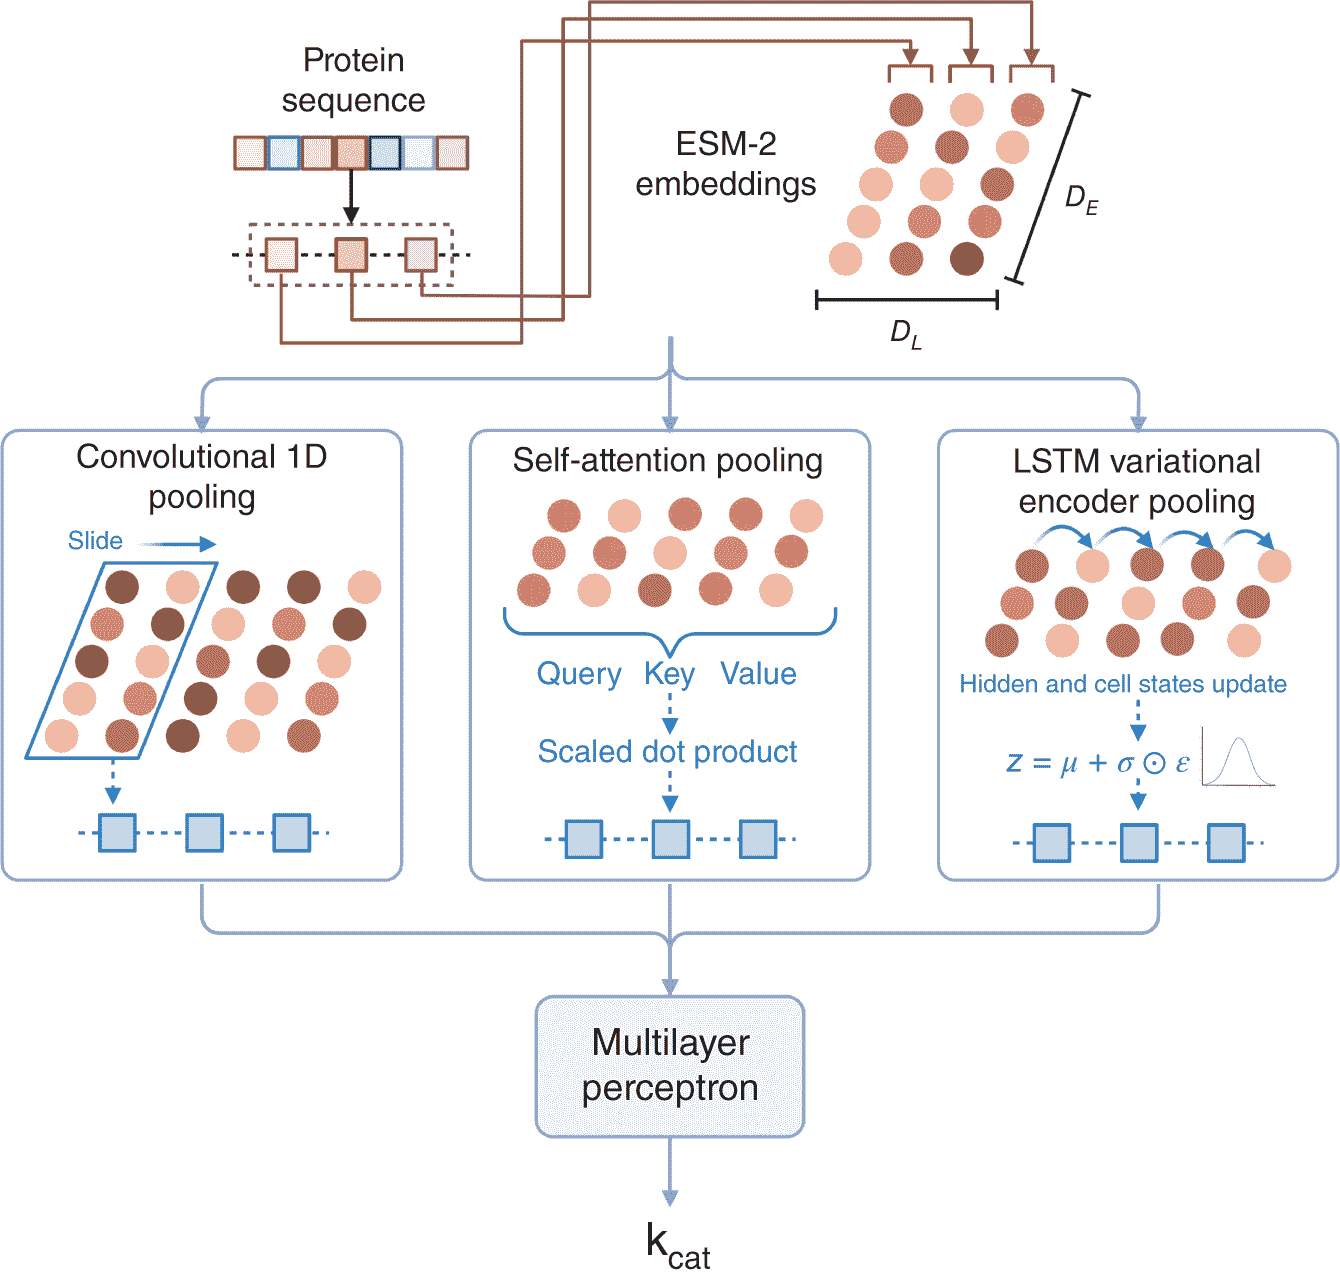 Protein
sequence
ESM-2
embeddings
D_E
D_L
Convolutional 1D
pooling
Slide
Self-attention pooling
Query Key Value
Scaled dot product
LSTM variational
encoder pooling
Hidden and cell states update
z = μ + σ ⊙ ε
Multilayer
perceptron
k_cat